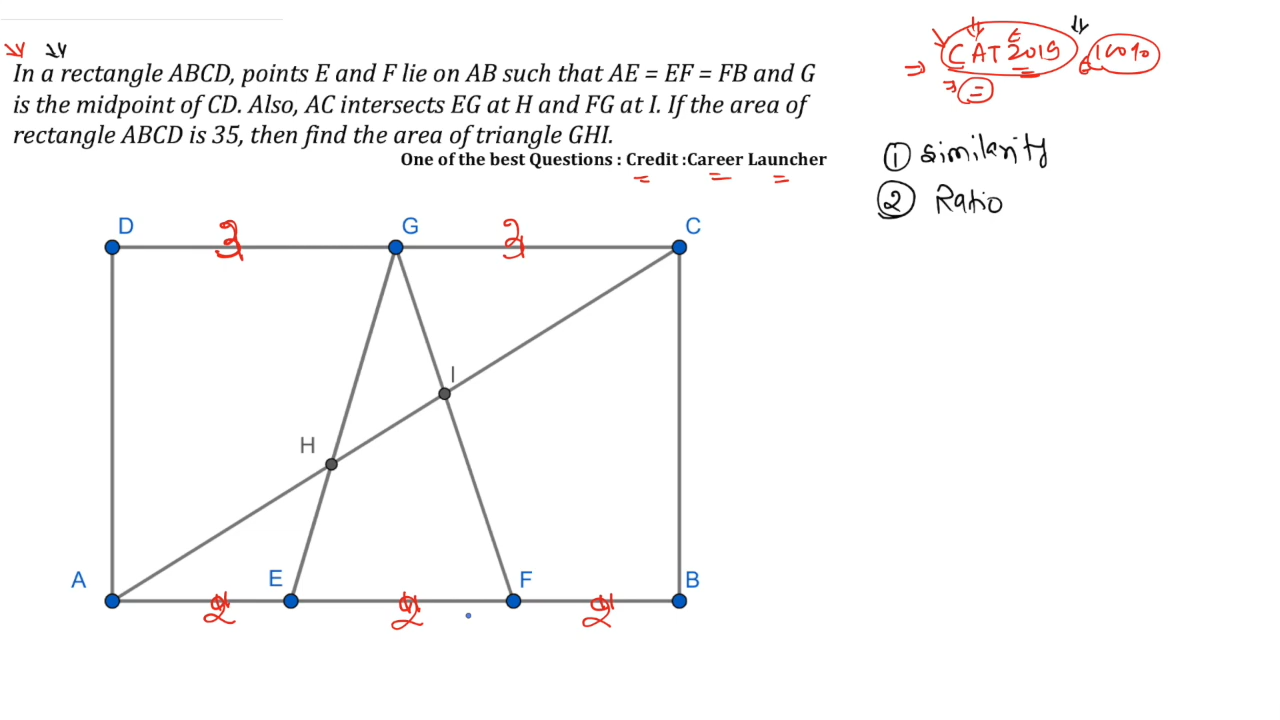 In a rectangle ABCD, points E and F lie on AB such that AE = EF = FB and G
is the midpoint of CD. Also, AC intersects EG at H and FG at I. If the area of
rectangle ABCD is 35, then find the area of triangle GHI.
One of the best Questions : Credit :Career Launcher
CAT 2019 100%
① similarity
② Ratio
D 3 G 3 C
I
H
A E F B
2 2 2